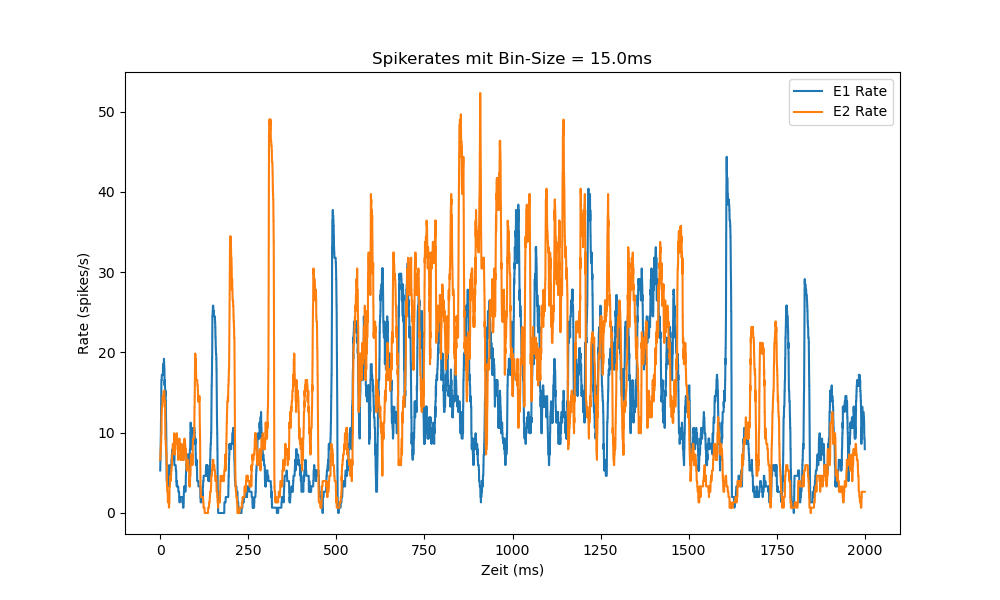 Spikerates mit Bin-Size = 15.0ms
E1 Rate
E2 Rate
Rate (spikes/s)
50
40
30
20
10
0
0 250 500 750 1000 1250 1500 1750 2000
Zeit (ms)